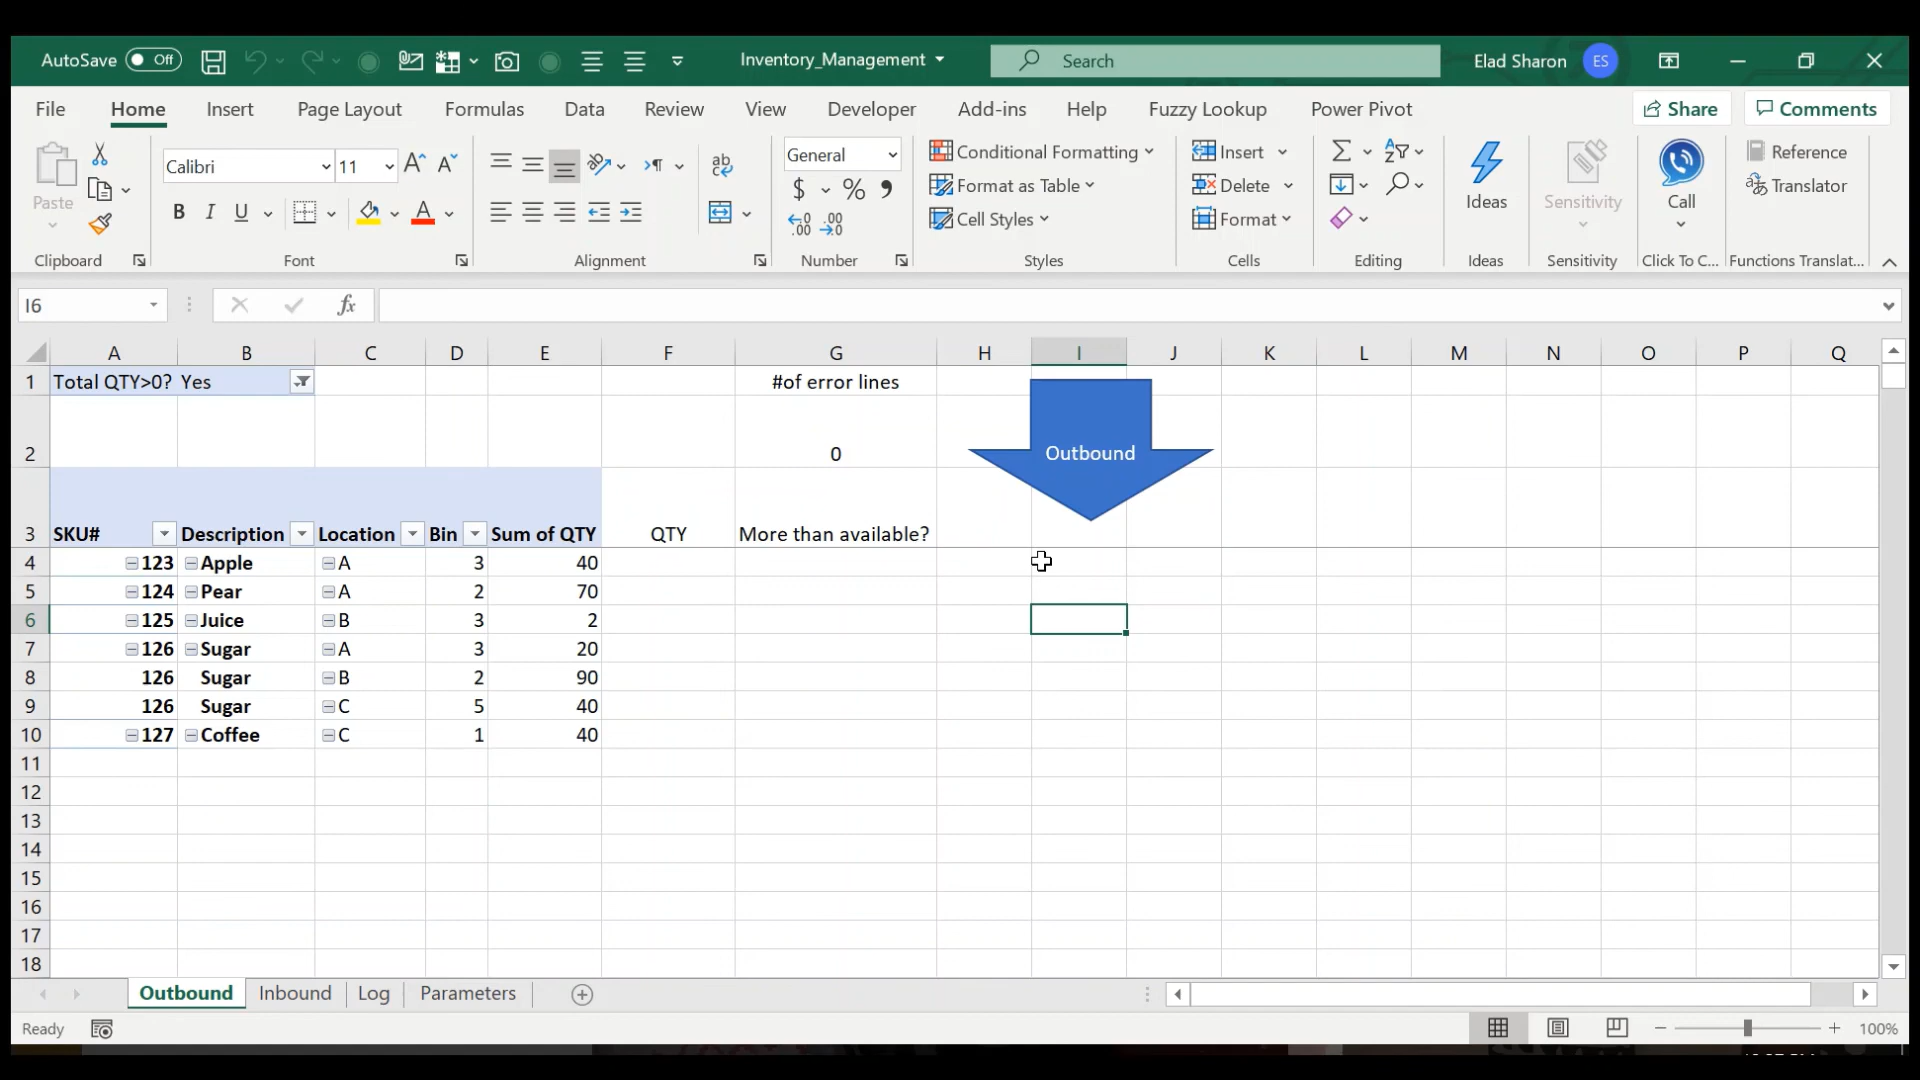 AutoSave Off Inventory_Management Search Elad Sharon ES
File Home Insert Page Layout Formulas Data Review View Developer Add-ins Help Fuzzy Lookup Power Pivot Share Comments
Paste Calibri 11 General Conditional Formatting Insert Reference
B I U Format as Table Delete Ideas Sensitivity Call Translator
Cell Styles Format
Clipboard Font Alignment Number Styles Cells Editing Ideas Sensitivity Click To C... Functions Translat...
I6 fx
A B C D E F G H I J K L M N O P Q
1 Total QTY>0? Yes #of error lines
2 0 Outbound
3 SKU# Description Location Bin Sum of QTY QTY More than available?
4 123 Apple A 3 40
5 124 Pear A 2 70
6 125 Juice B 3 2
7 126 Sugar A 3 20
8 126 Sugar B 2 90
9 126 Sugar C 5 40
10 127 Coffee C 1 40
11
12
13
14
15
16
17
18
Outbound Inbound Log Parameters
Ready 100%